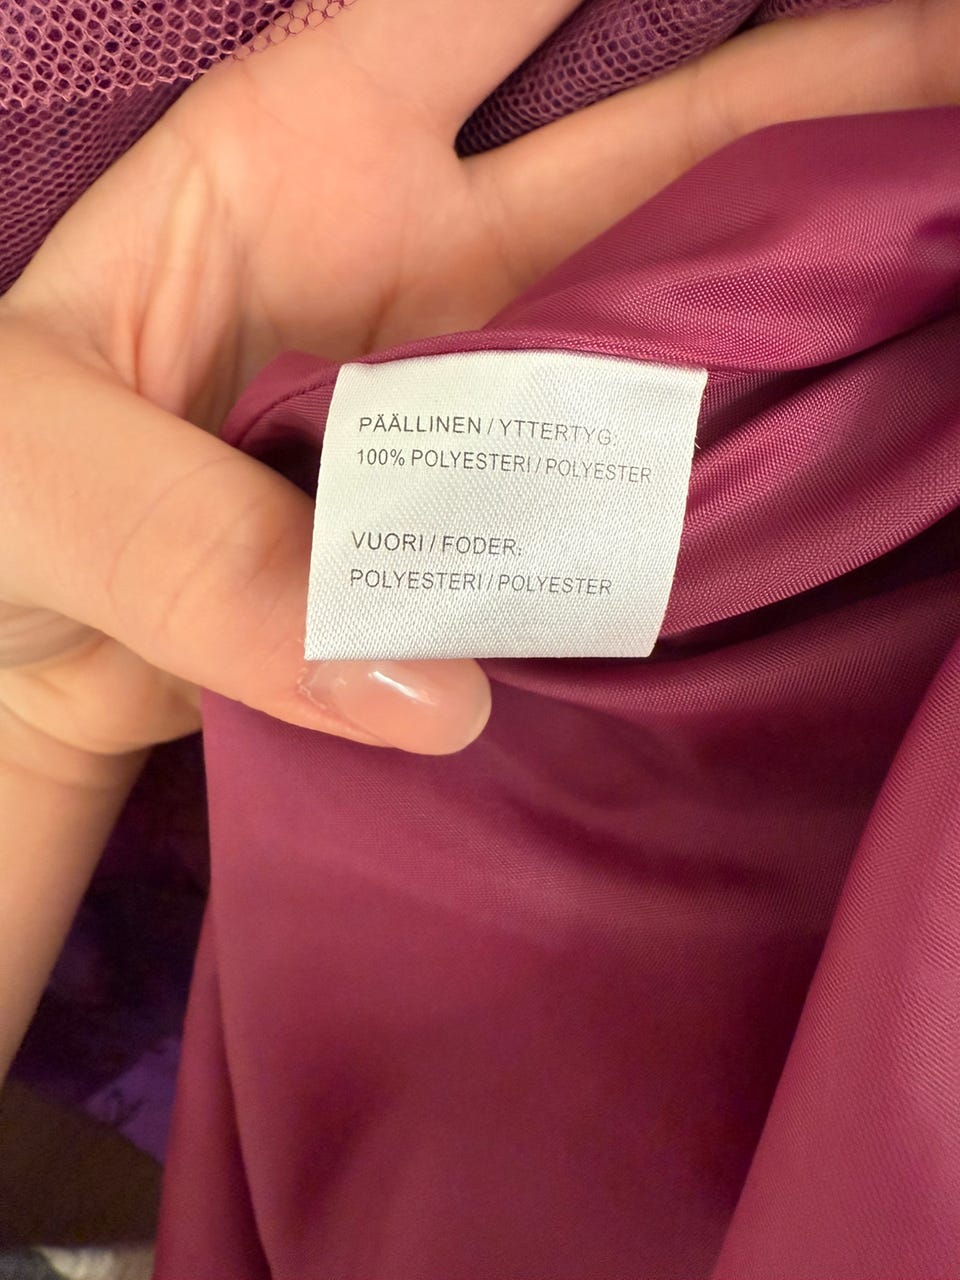 PÄÄLLINEN / YTTERTYG:
100% POLYESTERI / POLYESTER
VUORI / FODER:
POLYESTERI / POLYESTER